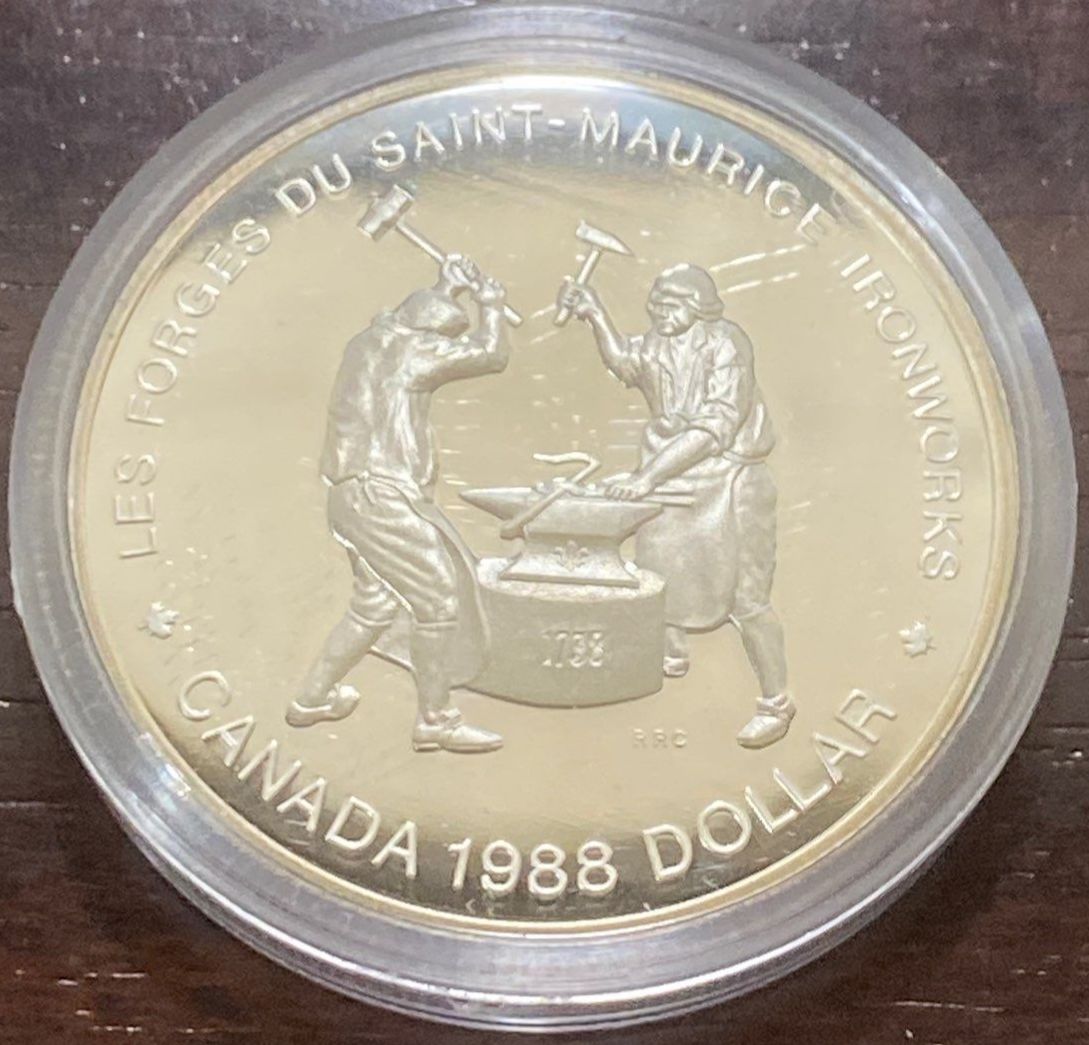 LES FORGES DU SAINT-MAURICE IRONWORKS
1738
RRC
CANADA 1988 DOLLAR